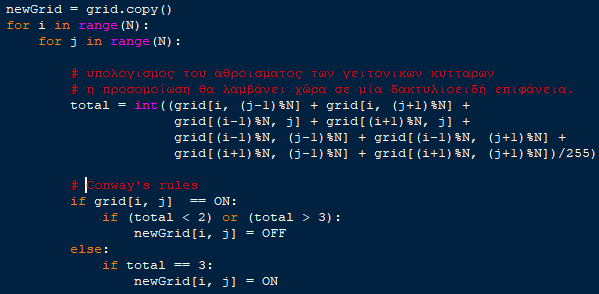 newGrid = grid.copy()
for i in range(N):
    for j in range(N):
        # υπολογισμος του αθροισματος των γειτονικων κυτταρων
        # η προσομοίωση θα λαμβάνει χώρα σε μία δακτυλιοειδή επιφάνεια.
        total = int((grid[i, (j-1)%N] + grid[i, (j+1)%N] +
                     grid[(i-1)%N, j] + grid[(i+1)%N, j] +
                     grid[(i-1)%N, (j-1)%N] + grid[(i-1)%N, (j+1)%N] +
                     grid[(i+1)%N, (j-1)%N] + grid[(i+1)%N, (j+1)%N])/255)
        # Conway's rules
        if grid[i, j]  == ON:
            if (total < 2) or (total > 3):
                newGrid[i, j] = OFF
        else:
            if total == 3:
                newGrid[i, j] = ON